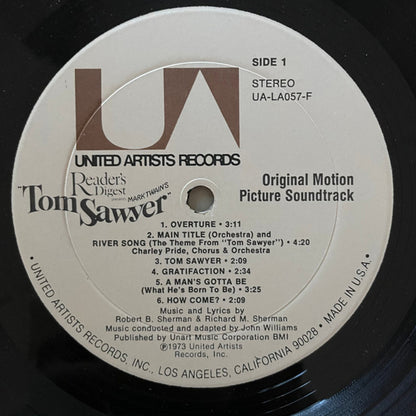 SIDE 1
STEREO
UA-LA057-F
UA
UNITED ARTISTS RECORDS
Reader's
Digest
presents MARK TWAIN'S
"Tom
Sawyer"
Original Motion
Picture Soundtrack
1. OVERTURE • 3:11
2. MAIN TITLE (Orchestra) and
RIVER SONG (The Theme From "Tom Sawyer") • 4:20
Charley Pride, Chorus & Orchestra
3. TOM SAWYER • 2:09
4. GRATIFACTION • 2:34
5. A MAN'S GOTTA BE
(What He's Born To Be) • 3:25
6. HOW COME? • 2:09
Music and Lyrics by
Robert B. Sherman & Richard M. Sherman
Music conducted and adapted by John Williams
Published by Unart Music Corporation BMI
℗1973 United Artists
Records, Inc.
• UNITED ARTISTS RECORDS, INC., LOS ANGELES, CALIFORNIA 90028 • MADE IN U.S.A. •